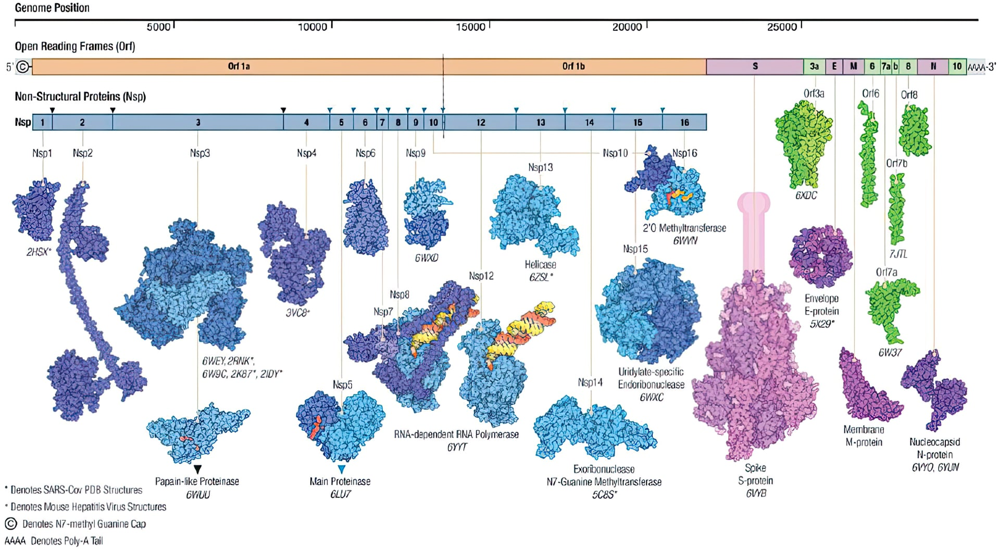 Genome Position
5000 10000 15000 20000 25000
Open Reading Frames (Orf)
5' © Orf 1a Orf 1b S 3a E M 6 7a b 8 N 10 AAAA-3'
Non-Structural Proteins (Nsp)
Nsp 1 2 3 4 5 6 7 8 9 10 12 13 14 15 16
Orf3a Orf6 Orf8
Nsp1 Nsp2 Nsp3 Nsp4 Nsp6 Nsp9 Nsp10 Nsp16
Nsp13
Orf7b
6XDC
2'O Methyltransferase
6WVN
2HSX*
6WXD
Nsp15
7JTL
Helicase
6ZSL*
Nsp12
Orf7a
Nsp8
Envelope
E-protein
5X29*
3VC8°
Nsp7
6W37
6WEY, 2RNK*,
6W9C, 2K87*, 2IDY*
Uridylate-specific
Endoribonuclease
6WXC
Nsp5
Nsp14
RNA-dependent RNA Polymerase
6YYT
Membrane
M-protein
Nucleocapsid
N-protein
6VYO, 6YUN
Papain-like Proteinase
6WUU
Main Proteinase
6LU7
Exoribonuclease
N7-Guanine Methyltransferase
5C8S*
Spike
S-protein
6VYB
* Denotes SARS-Cov PDB Structures
° Denotes Mouse Hepatitis Virus Structures
© Denotes N7-methyl Guanine Cap
AAAA Denotes Poly-A Tail